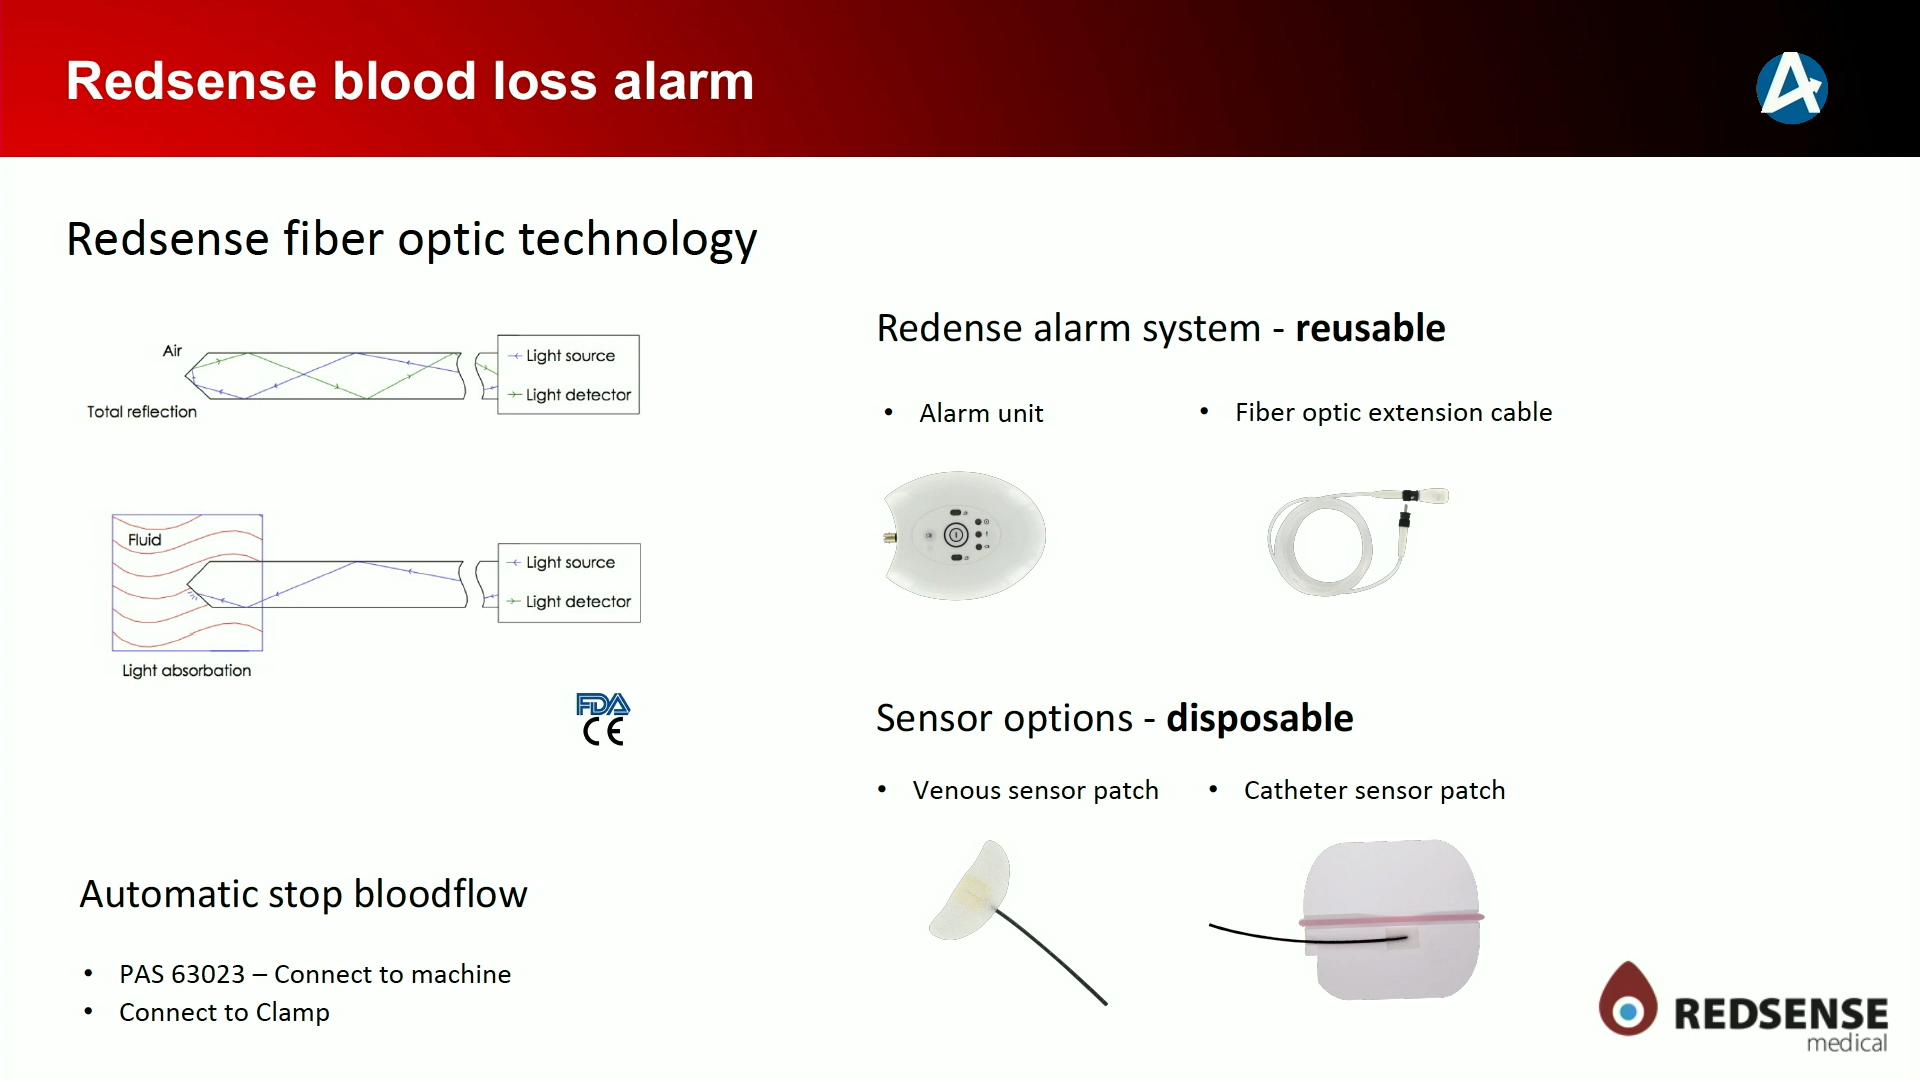 Redsense blood loss alarm
Redsense fiber optic technology
Air
Light source
Light detector
Total reflection
Fluid
Light source
Light detector
Light absorbation
FDA
CE
Automatic stop bloodflow
• PAS 63023 – Connect to machine
• Connect to Clamp
Redense alarm system - reusable
• Alarm unit
• Fiber optic extension cable
Sensor options - disposable
• Venous sensor patch
• Catheter sensor patch
REDSENSE
medical